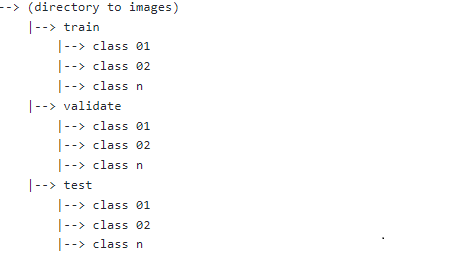 --> (directory to images)
|--> train
|--> class 01
|--> class 02
|--> class n
|--> validate
|--> class 01
|--> class 02
|--> class n
|--> test
|--> class 01
|--> class 02
|--> class n
.